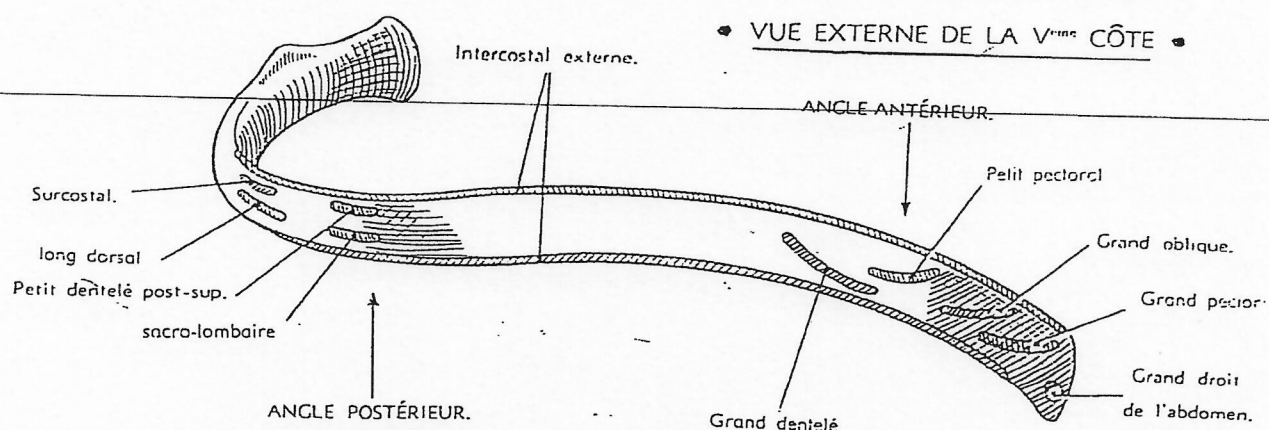 • VUE EXTERNE DE LA Vème CÔTE •
Intercostal externe.
ANGLE ANTÉRIEUR.
Petit pectoral
Surcostal.
Grand oblique.
long dorsal
Petit dentelé post-sup.
Grand pector
sacro-lombaire
Grand droit
de l'abdomen.
ANGLE POSTÉRIEUR.
Grand dentelé